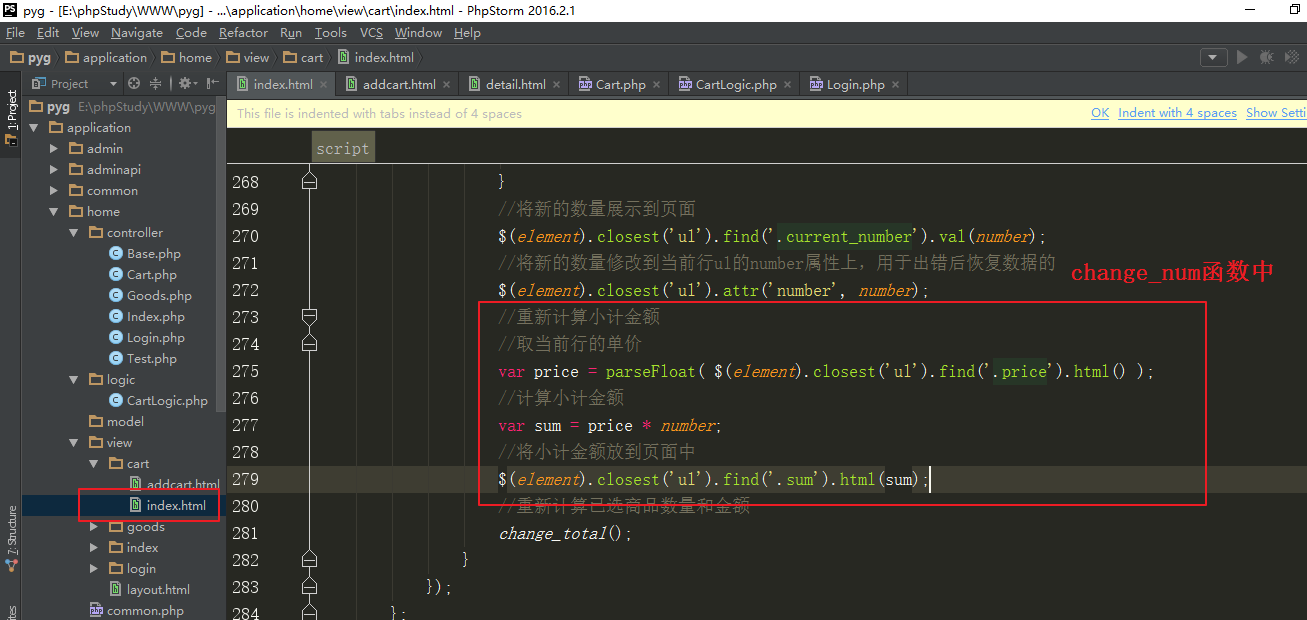 pyg - [E:\phpStudy\WWW\pyg] - ...\application\home\view\cart\index.html - PhpStorm 2016.2.1
File Edit View Navigate Code Refactor Run Tools VCS Window Help
pyg application home view cart index.html
Project
index.html addcart.html detail.html Cart.php CartLogic.php Login.php
1: Project
7: Structure
pyg E:\phpStudy\WWW\pyg
application
admin
adminapi
common
home
controller
Base.php
Cart.php
Goods.php
Index.php
Login.php
Test.php
logic
CartLogic.php
model
view
cart
addcart.html
index.html
goods
index
login
layout.html
common.php
This file is indented with tabs instead of 4 spaces OK Indent with 4 spaces Show Setti
script
268 }
269 //将新的数量展示到页面
270 $(element).closest('ul').find('.current_number').val(number);
271 //将新的数量修改到当前行ul的number属性上，用于出错后恢复数据的
change_num函数中
272 $(element).closest('ul').attr('number', number);
273 //重新计算小计金额
274 //取当前行的单价
275 var price = parseFloat( $(element).closest('ul').find('.price').html() );
276 //计算小计金额
277 var sum = price * number;
278 //将小计金额放到页面中
279 $(element).closest('ul').find('.sum').html(sum);
280 //重新计算已选商品数量和金额
281 change_total();
282 }
283 });
284 };